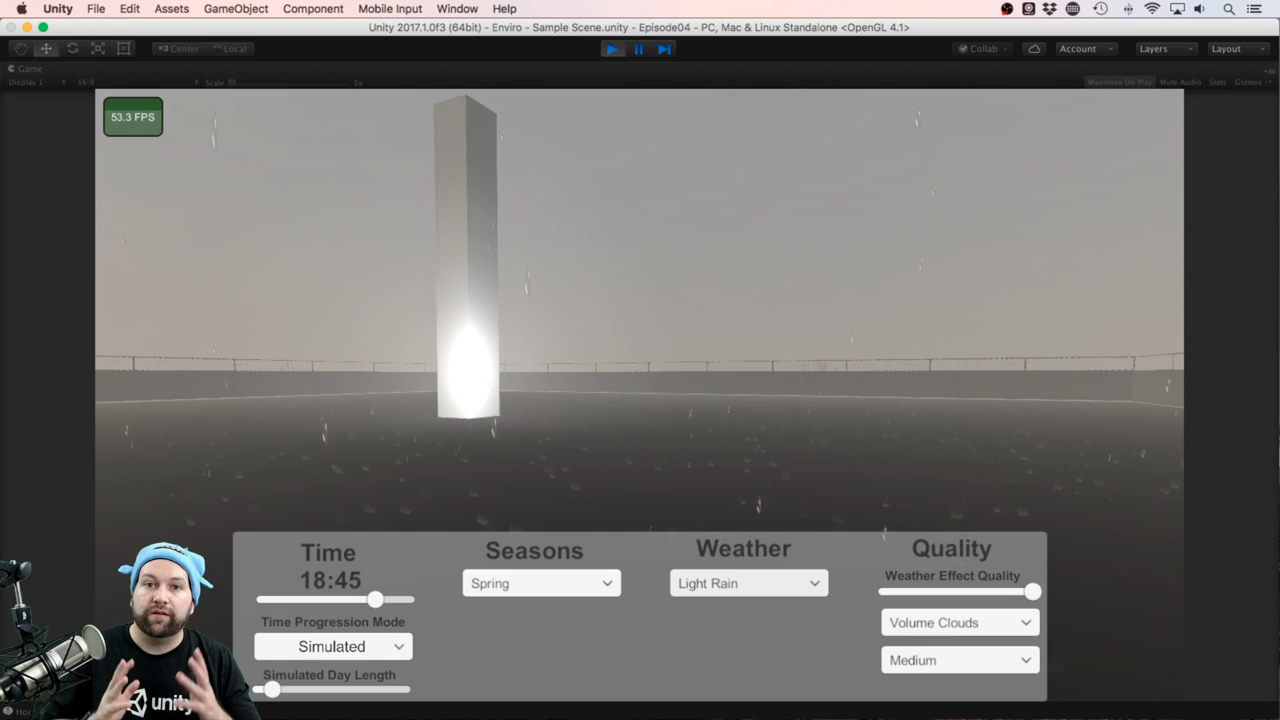 Unity File Edit Assets GameObject Component Mobile Input Window Help
Unity 2017.1.0f3 (64bit) - Enviro - Sample Scene.unity - Episode04 - PC, Mac & Linux Standalone <OpenGL 4.1>
Center Local Collab Account Layers Layout
Game
Display 1 16:9 Scale 1x Maximize On Play Mute Audio Stats Gizmos
53.3 FPS
Time
18:45
Time Progression Mode
Simulated
Simulated Day Length
Seasons
Spring
Weather
Light Rain
Quality
Weather Effect Quality
Volume Clouds
Medium
unity